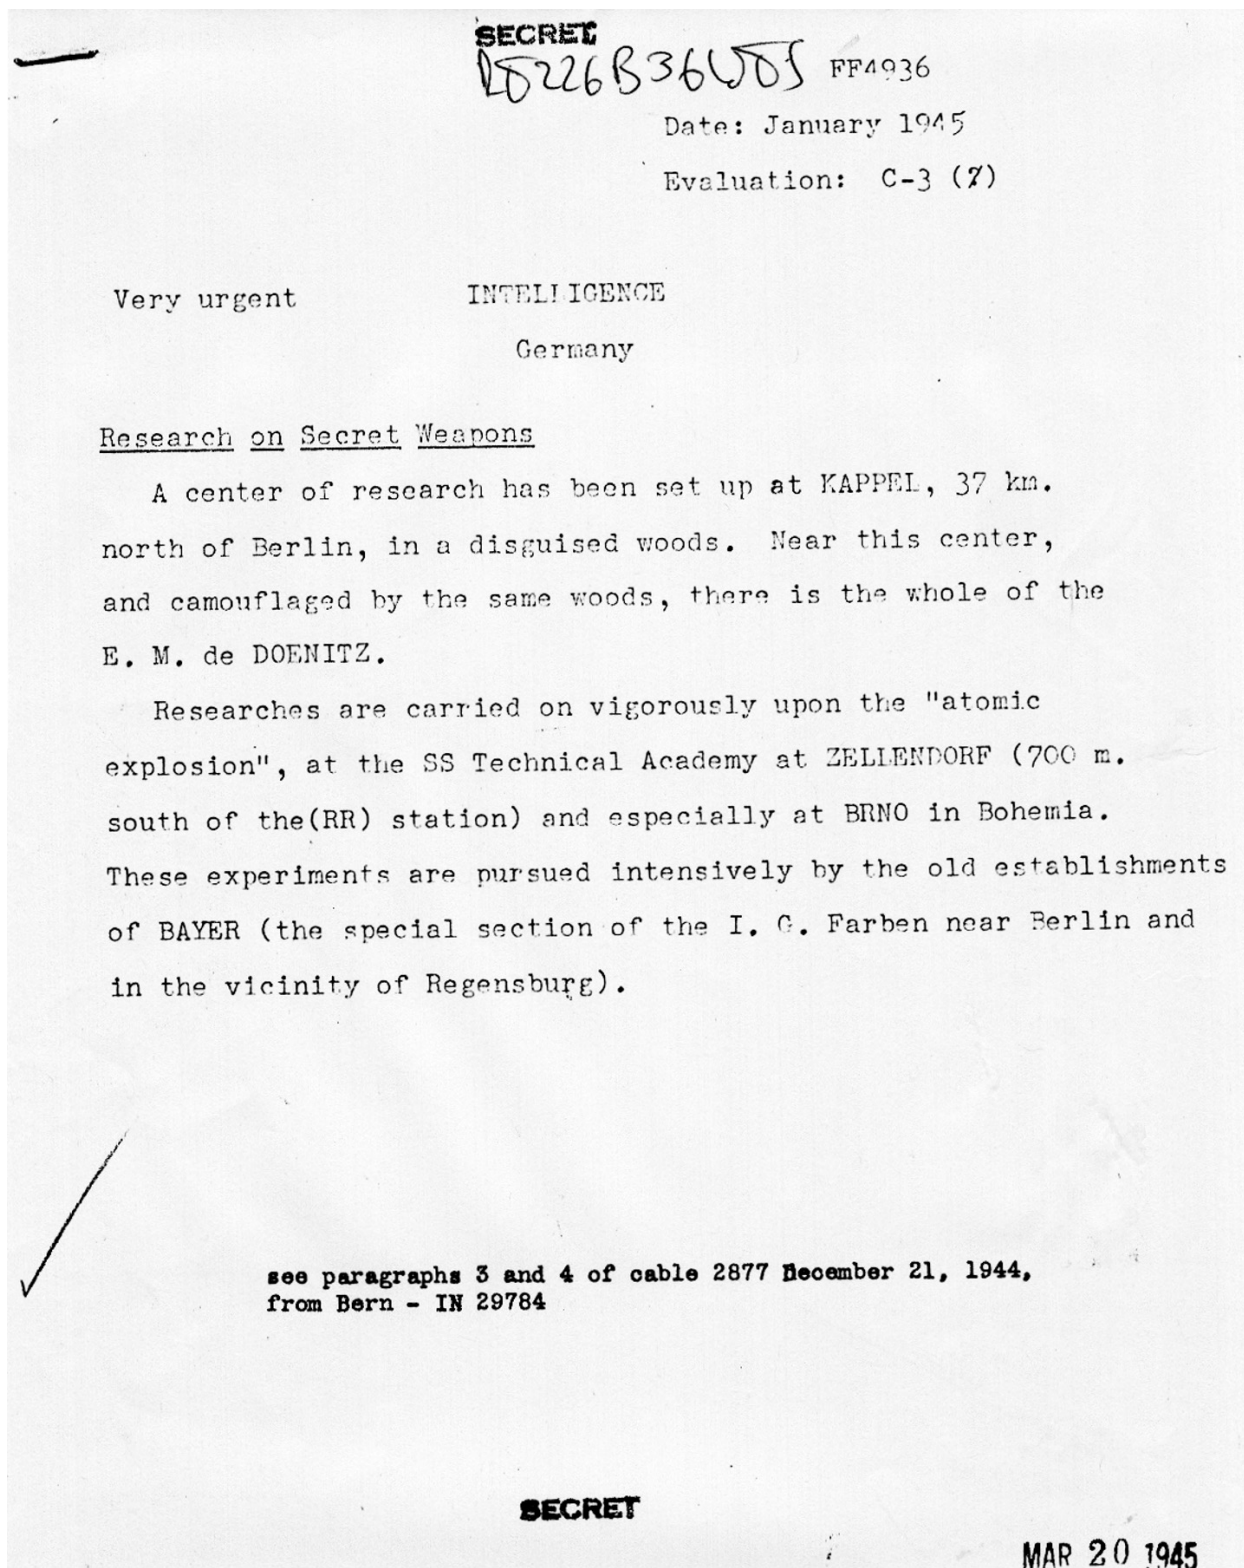 SECRET
FF4936
Date: January 1945
Evaluation: C-3 (7)
Very urgent INTELLIGENCE
Germany
Research on Secret Weapons
A center of research has been set up at KAPPEL, 37 km.
north of Berlin, in a disguised woods. Near this center,
and camouflaged by the same woods, there is the whole of the
E. M. de DOENITZ.
Researches are carried on vigorously upon the "atomic
explosion", at the SS Technical Academy at ZELLENDORF (700 m.
south of the(RR) station) and especially at BRNO in Bohemia.
These experiments are pursued intensively by the old establishments
of BAYER (the special section of the I. G. Farben near Berlin and
in the vicinity of Regensburg).
see paragraphs 3 and 4 of cable 2877 December 21, 1944,
from Bern - IN 29784
SECRET
MAR 20 1945